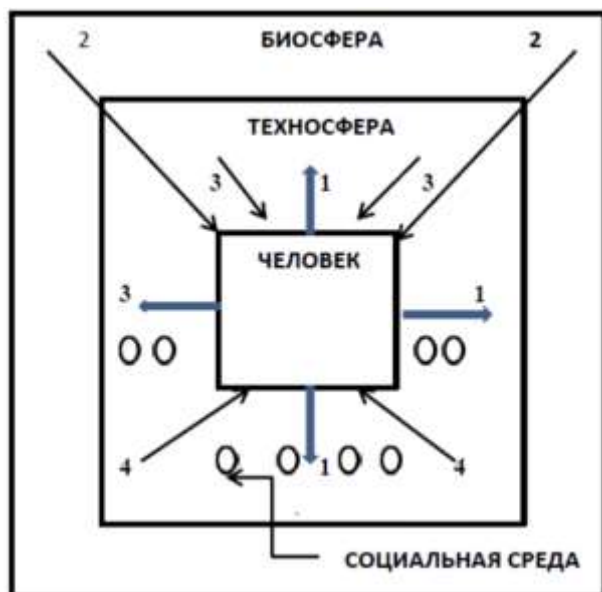 2 БИОСФЕРА 2
ТЕХНОСФЕРА
3 1 3
ЧЕЛОВЕК
3 1
4 1 4
СОЦИАЛЬНАЯ СРЕДА